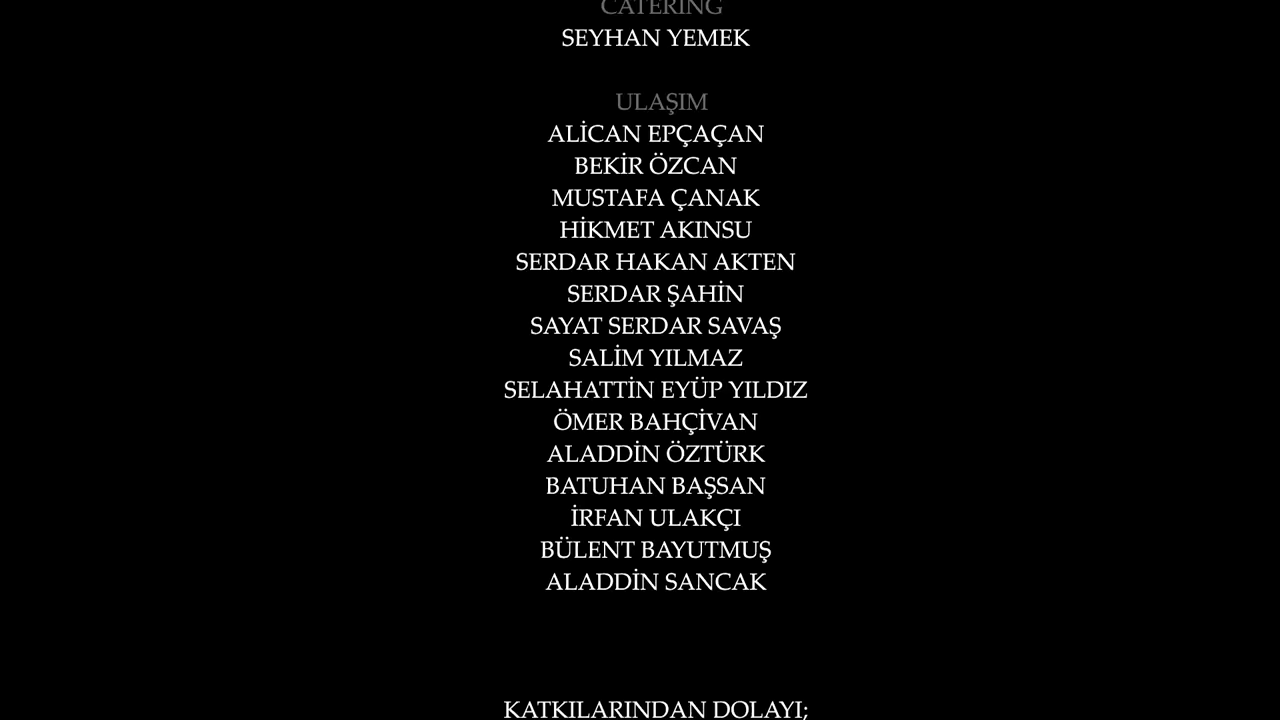 CATERING
SEYHAN YEMEK
ULAŞIM
ALİCAN EPÇAÇAN
BEKİR ÖZCAN
MUSTAFA ÇANAK
HİKMET AKINSU
SERDAR HAKAN AKTEN
SERDAR ŞAHİN
SAYAT SERDAR SAVAŞ
SALİM YILMAZ
SELAHATTİN EYÜP YILDIZ
ÖMER BAHÇİVAN
ALADDİN ÖZTÜRK
BATUHAN BAŞSAN
İRFAN ULAKÇI
BÜLENT BAYUTMUŞ
ALADDİN SANCAK
KATKILARINDAN DOLAYI;